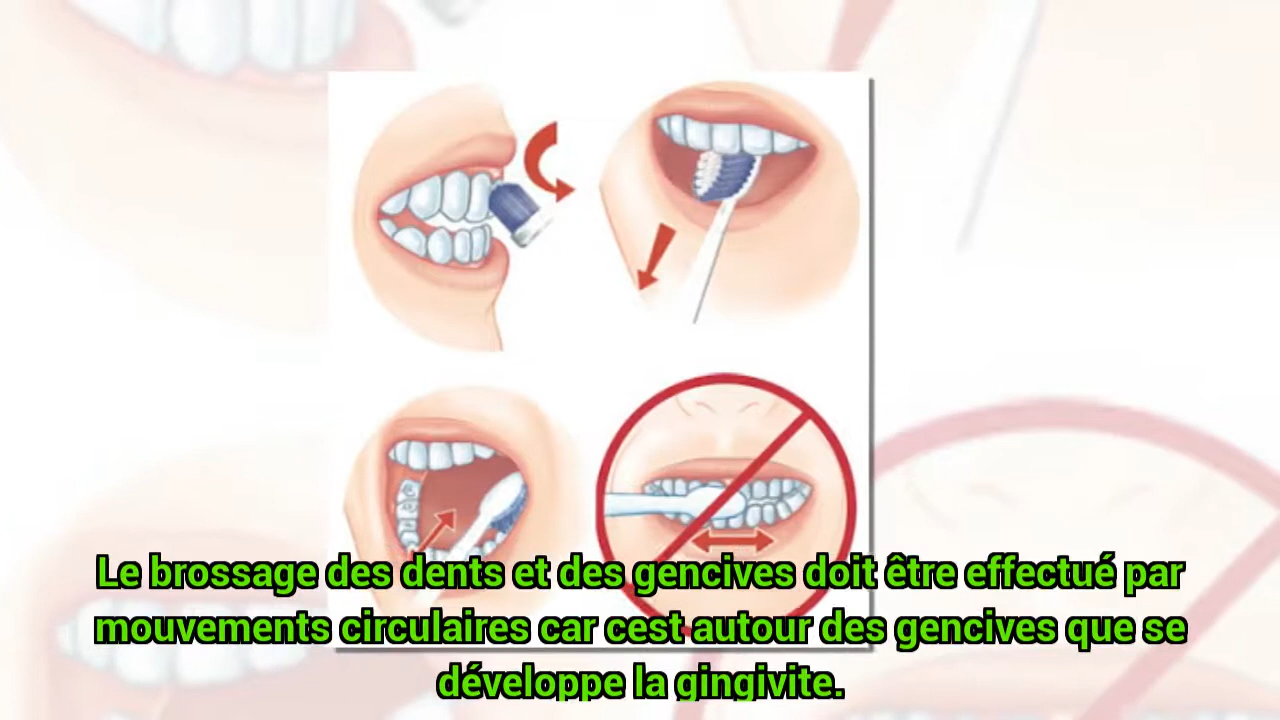 Le brossage des dents et des gencives doit être effectué par
mouvements circulaires car cest autour des gencives que se
développe la gingivite.